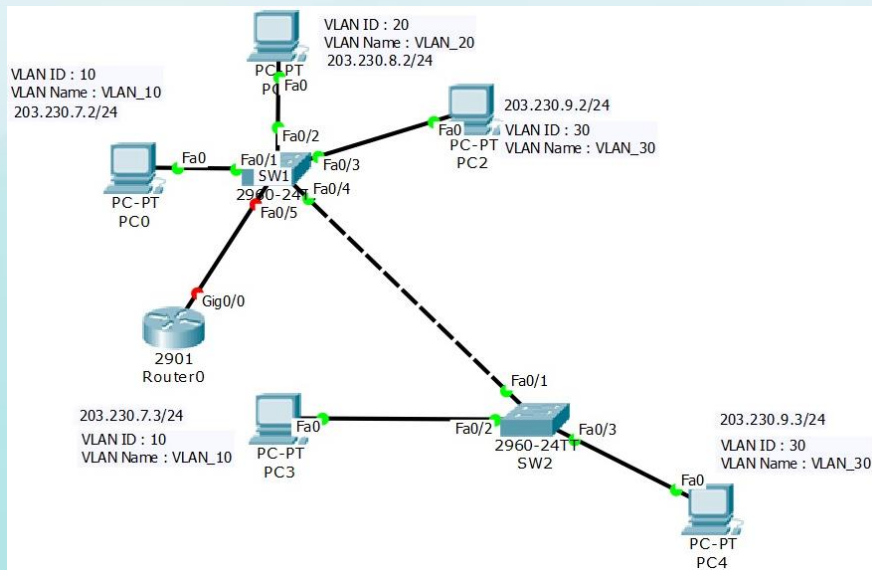 VLAN ID : 20
VLAN Name : VLAN_20
203.230.8.2/24
PC-PT
Fa0
VLAN ID : 10
VLAN Name : VLAN_10
203.230.7.2/24
Fa0/2
203.230.9.2/24
VLAN ID : 30
VLAN Name : VLAN_30
Fa0
PC-PT
PC2
Fa0
Fa0/1
Fa0/3
SW1
Fa0/4
Fa0/5
PC-PT
PC0
Gig0/0
2901
Router0
203.230.7.3/24
VLAN ID : 10
VLAN Name : VLAN_10
Fa0
PC-PT
PC3
Fa0/1
Fa0/2
Fa0/3
2960-24TT
SW2
203.230.9.3/24
VLAN ID : 30
VLAN Name : VLAN_30
Fa0
PC-PT
PC4